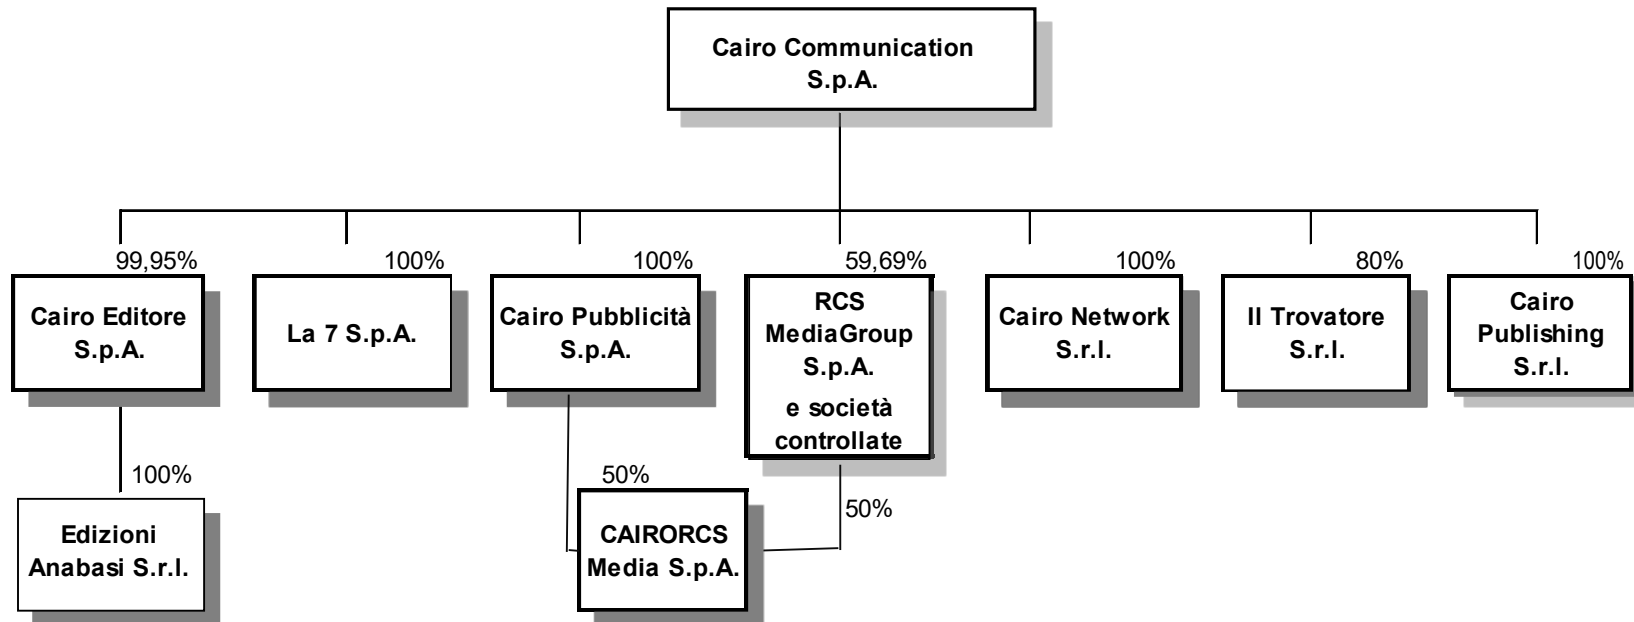 Cairo Communication
S.p.A.
99,95%
100%
100%
59,69%
100%
80%
100%
Cairo Editore
S.p.A.
La 7 S.p.A.
Cairo Pubblicità
S.p.A.
RCS
MediaGroup
S.p.A.
e società
controllate
Cairo Network
S.r.l.
Il Trovatore
S.r.l.
Cairo
Publishing
S.r.l.
100%
50%
50%
Edizioni
Anabasi S.r.l.
CAIRORCS
Media S.p.A.